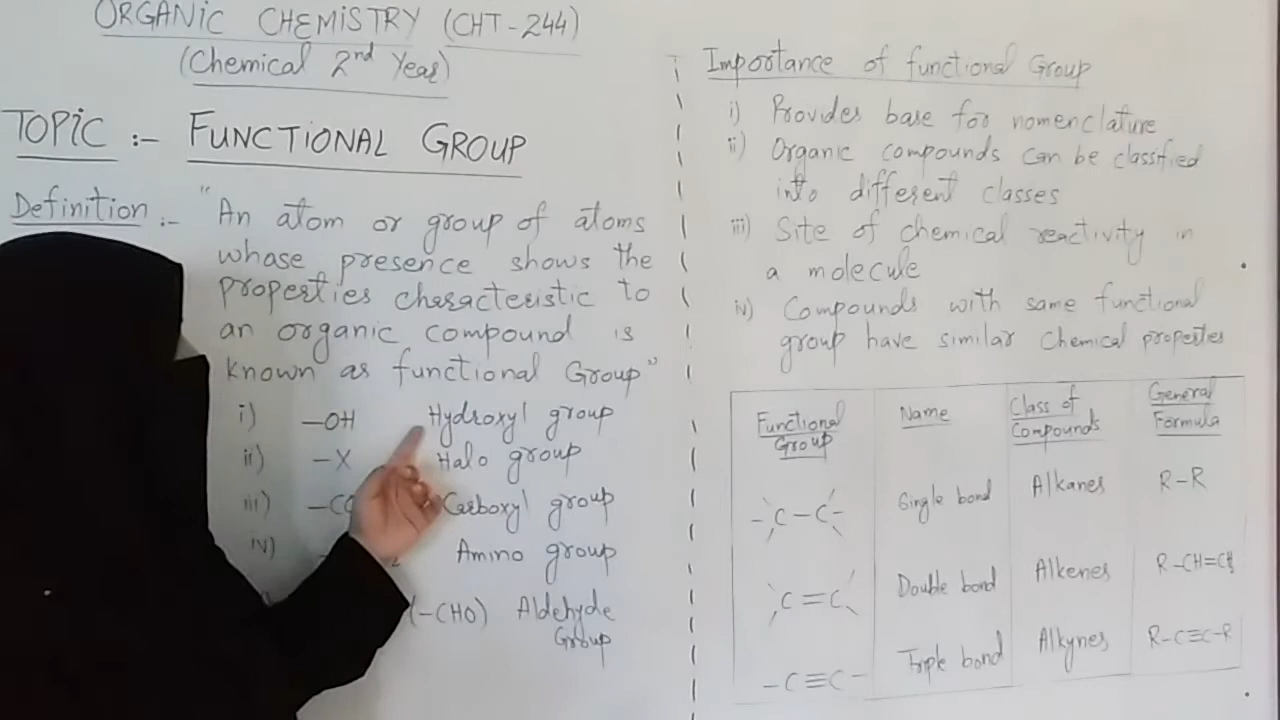 ORGANIC CHEMISTRY (CHT-244)
(Chemical 2nd Year)
TOPIC :- FUNCTIONAL GROUP
Definition :- "An atom or group of atoms
whose presence shows the
properties characteristic to
an organic compound is
known as functional Group"
i) -OH Hydroxyl group
ii) -X Halo group
iii) Carboxyl group
iv) Amino group
(-CHO) Aldehyde
Group
Importance of functional Group
i) Provides base for nomenclature
ii) Organic compounds can be classified
into different classes
iii) Site of chemical reactivity in
a molecule
iv) Compounds with same functional
group have similar chemical properties
Functional Group Name Class of Compounds General Formula
-C-C- Single bond Alkanes R-R
C=C Double bond Alkenes R-CH=CH
-C≡C- Triple bond Alkynes R-C≡C-R